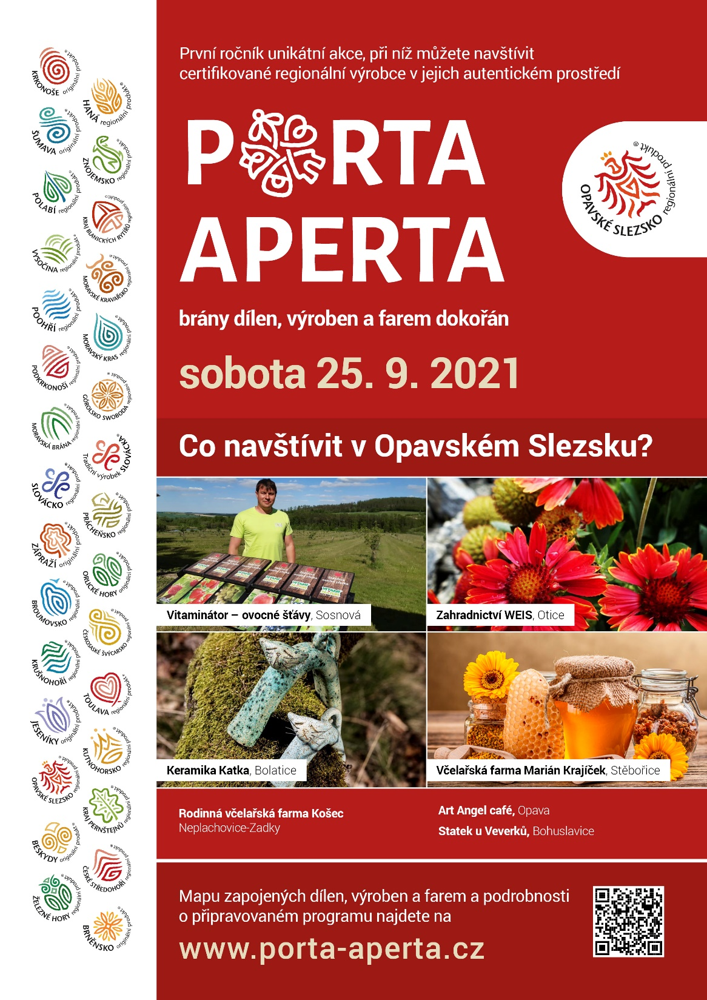 První ročník unikátní akce, při níž můžete navštívit
certifikované regionální výrobce v jejich autentickém prostředí
PORTA
APERTA
OPAVSKÉ SLEZSKO regionální produkt®
brány dílen, výroben a farem dokořán
sobota 25. 9. 2021
Co navštívit v Opavském Slezsku?
Vitaminátor – ovocné šťávy, Sosnová
Zahradnictví WEIS, Otice
Keramika Katka, Bolatice
Včelařská farma Marián Krajíček, Stěbořice
Rodinná včelařská farma Košec
Neplachovice-Zadky
Art Angel café, Opava
Statek u Veverků, Bohuslavice
Mapu zapojených dílen, výroben a farem a podrobnosti
o připravovaném programu najdete na
www.porta-aperta.cz
KRKONOŠE originální produkt®
HANÁ regionální produkt®
ŠUMAVA originální produkt®
ZNOJEMSKO regionální produkt®
POLABÍ regionální produkt®
KRAJ BLANICKÝCH RYTÍŘŮ regionální produkt®
VYSOČINA regionální produkt®
MORAVSKÉ KRAVAŘSKO regionální produkt®
POOHŘÍ regionální produkt®
MORAVSKÝ KRAS regionální produkt®
PODKRKONOŠÍ regionální produkt®
GÓROLSKO SWOBODA regionální produkt®
MORAVSKÁ BRÁNA regionální produkt®
Tradiční výrobek SLOVÁCKA®
SLOVÁCKO regionální produkt®
PRÁCHEŇSKO regionální produkt®
ZÁPRAŽÍ originální produkt®
ORLICKÉ HORY originální produkt®
BROUMOVSKO regionální produkt®
ČESKOSASKÉ ŠVÝCARSKO regionální produkt®
KRUŠNOHOŘÍ regionální produkt®
TOULAVA regionální produkt®
JESENÍKY originální produkt®
KUTNOHORSKO regionální produkt®
OPAVSKÉ SLEZSKO regionální produkt®
KRAJ PERNŠTEJNŮ regionální produkt®
BESKYDY originální produkt®
ČESKÉ STŘEDOHOŘÍ regionální produkt®
ŽELEZNÉ HORY regionální produkt®
BRNĚNSKO originální produkt®